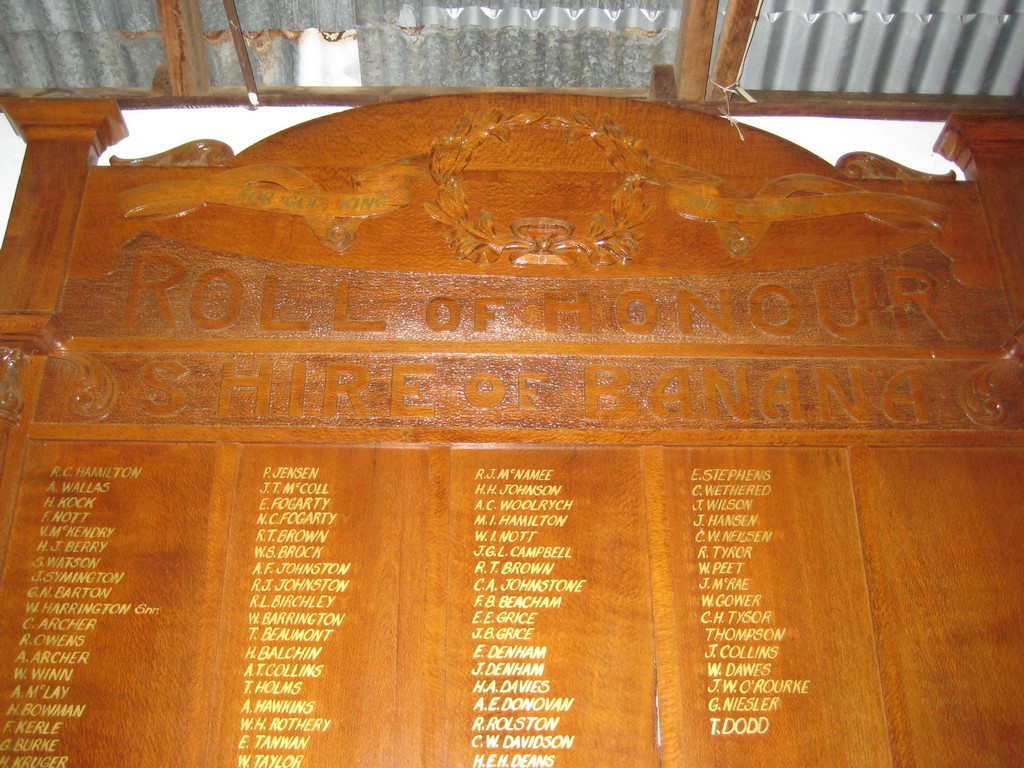 FOR GOD, KING
AND COUNTRY
ROLL OF HONOUR
SHIRE OF BANANA
R.C. HAMILTON
A. WALLAS
H. KOCK
F. NOTT
V. McKENDRY
H.J. BERRY
S. WATSON
J. SYMINGTON
G.N. BARTON
W. HARRINGTON Snr.
C. ARCHER
R. OWENS
A. ARCHER
W. WINN
A. McLAY
H. BOWMAN
F. KERLE
G. BURKE
H. KRUGER
P. JENSEN
J.T. McCOLL
E. FOGARTY
N.C. FOGARTY
R.T. BROWN
W.S. BROCK
A.F. JOHNSTON
R.J. JOHNSTON
R.L. BIRCHLEY
W. BARRINGTON
T. BEAUMONT
H. BALCHIN
A.T. COLLINS
T. HOLMS
A. HAWKINS
W.H. ROTHERY
E. TANWAN
W. TAYLOR
R.J. McNAMEE
H.H. JOHNSON
A.C. WOOLRYCH
M.I. HAMILTON
W.I. NOTT
J.G.L. CAMPBELL
R.T. BROWN
C.A. JOHNSTONE
F.B. BEACHAM
E.E. GRICE
J.B. GRICE
E. DENHAM
J. DENHAM
H.A. DAVIES
A.E. DONOVAN
R. ROLSTON
C.W. DAVIDSON
H.E.H. DEANS
E. STEPHENS
C. WETHERED
J. WILSON
J. HANSEN
C.W. NEILSEN
R. TYKOR
W. PEET
J. McRAE
W. GOWER
C.H. TYSOR
THOMPSON
J. COLLINS
W. DAWES
J.W. O'ROURKE
G. NIESLER
T. DODD